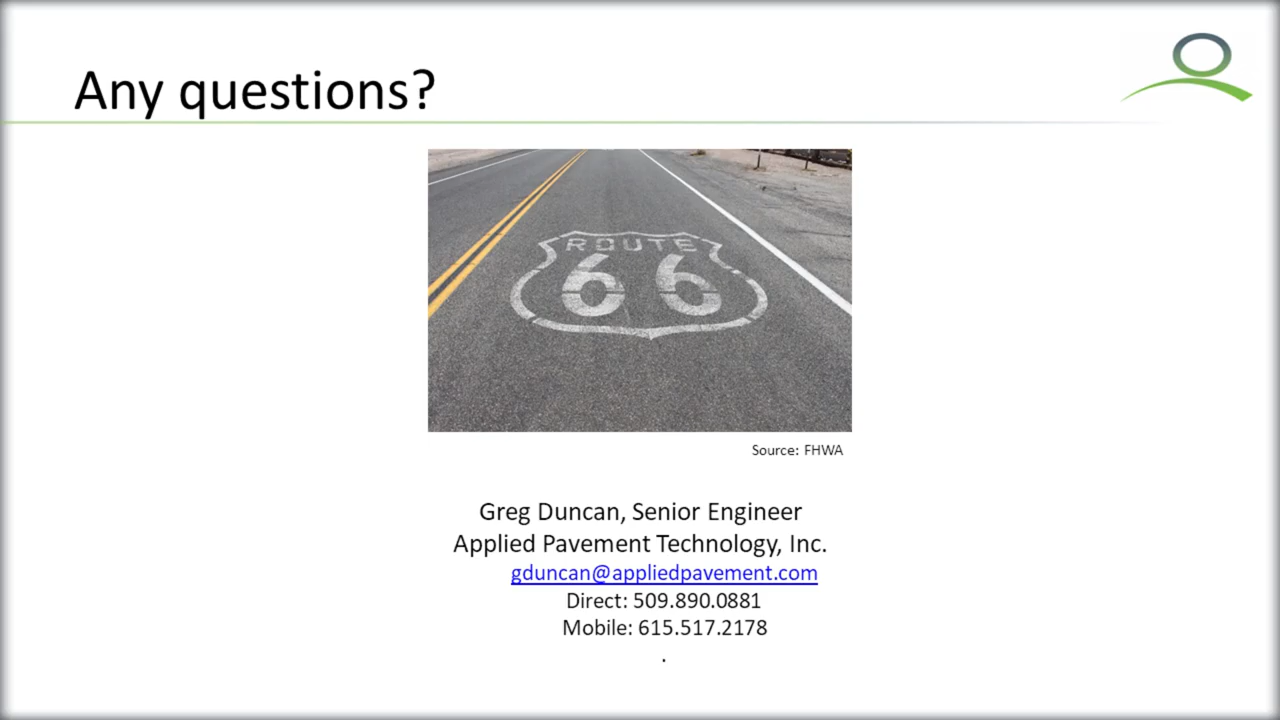 Any questions?
ROUTE
66
Source: FHWA
Greg Duncan, Senior Engineer
Applied Pavement Technology, Inc.
gduncan@appliedpavement.com
Direct: 509.890.0881
Mobile: 615.517.2178
.